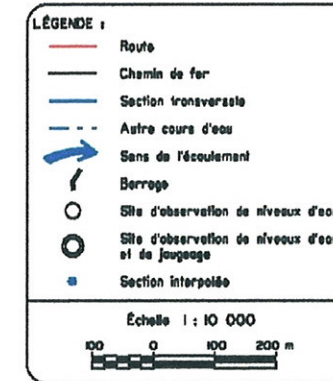 LÉGENDE :
Route
Chemin de fer
Section transversale
Autre cours d'eau
Sens de l'écoulement
Barrage
Site d'observation de niveaux d'eau
Site d'observation de niveaux d'eau
et de jaugeage
Section interpolée
Échelle 1 : 10 000
100 0 100 200 m